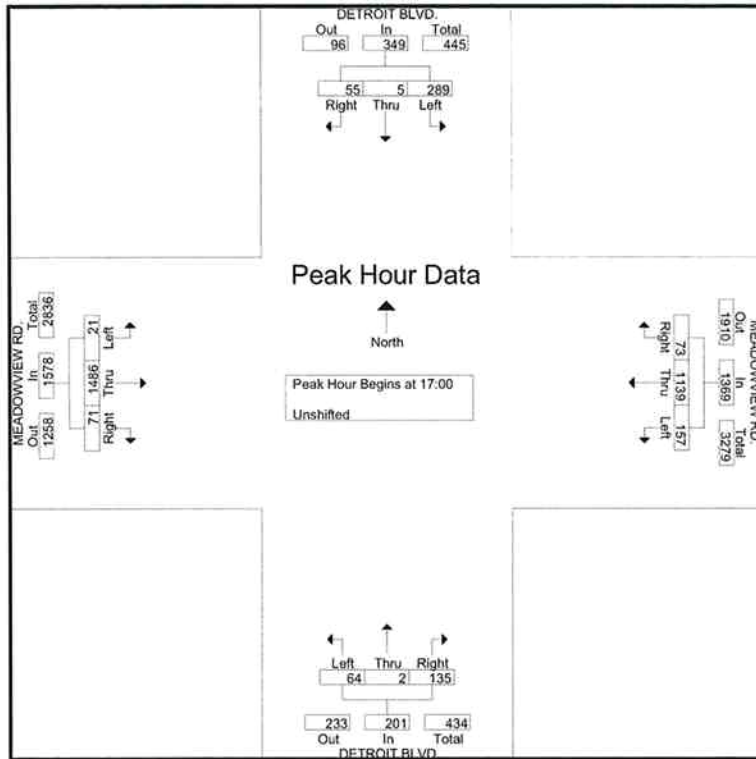 DETROIT BLVD.
Out In Total
96 349 445
55 5 289
Right Thru Left
Peak Hour Data
North
Peak Hour Begins at 17:00
Unshifted
MEADOWVIEW RD.
Total In Out
2836 1578 1258
21 1486 71
Left Thru Right
MEADOWVIEW RD.
Out In Total
1910 1369 3279
73 1139 157
Right Thru Left
Left Thru Right
64 2 135
233 201 434
Out In Total
DETROIT BLVD